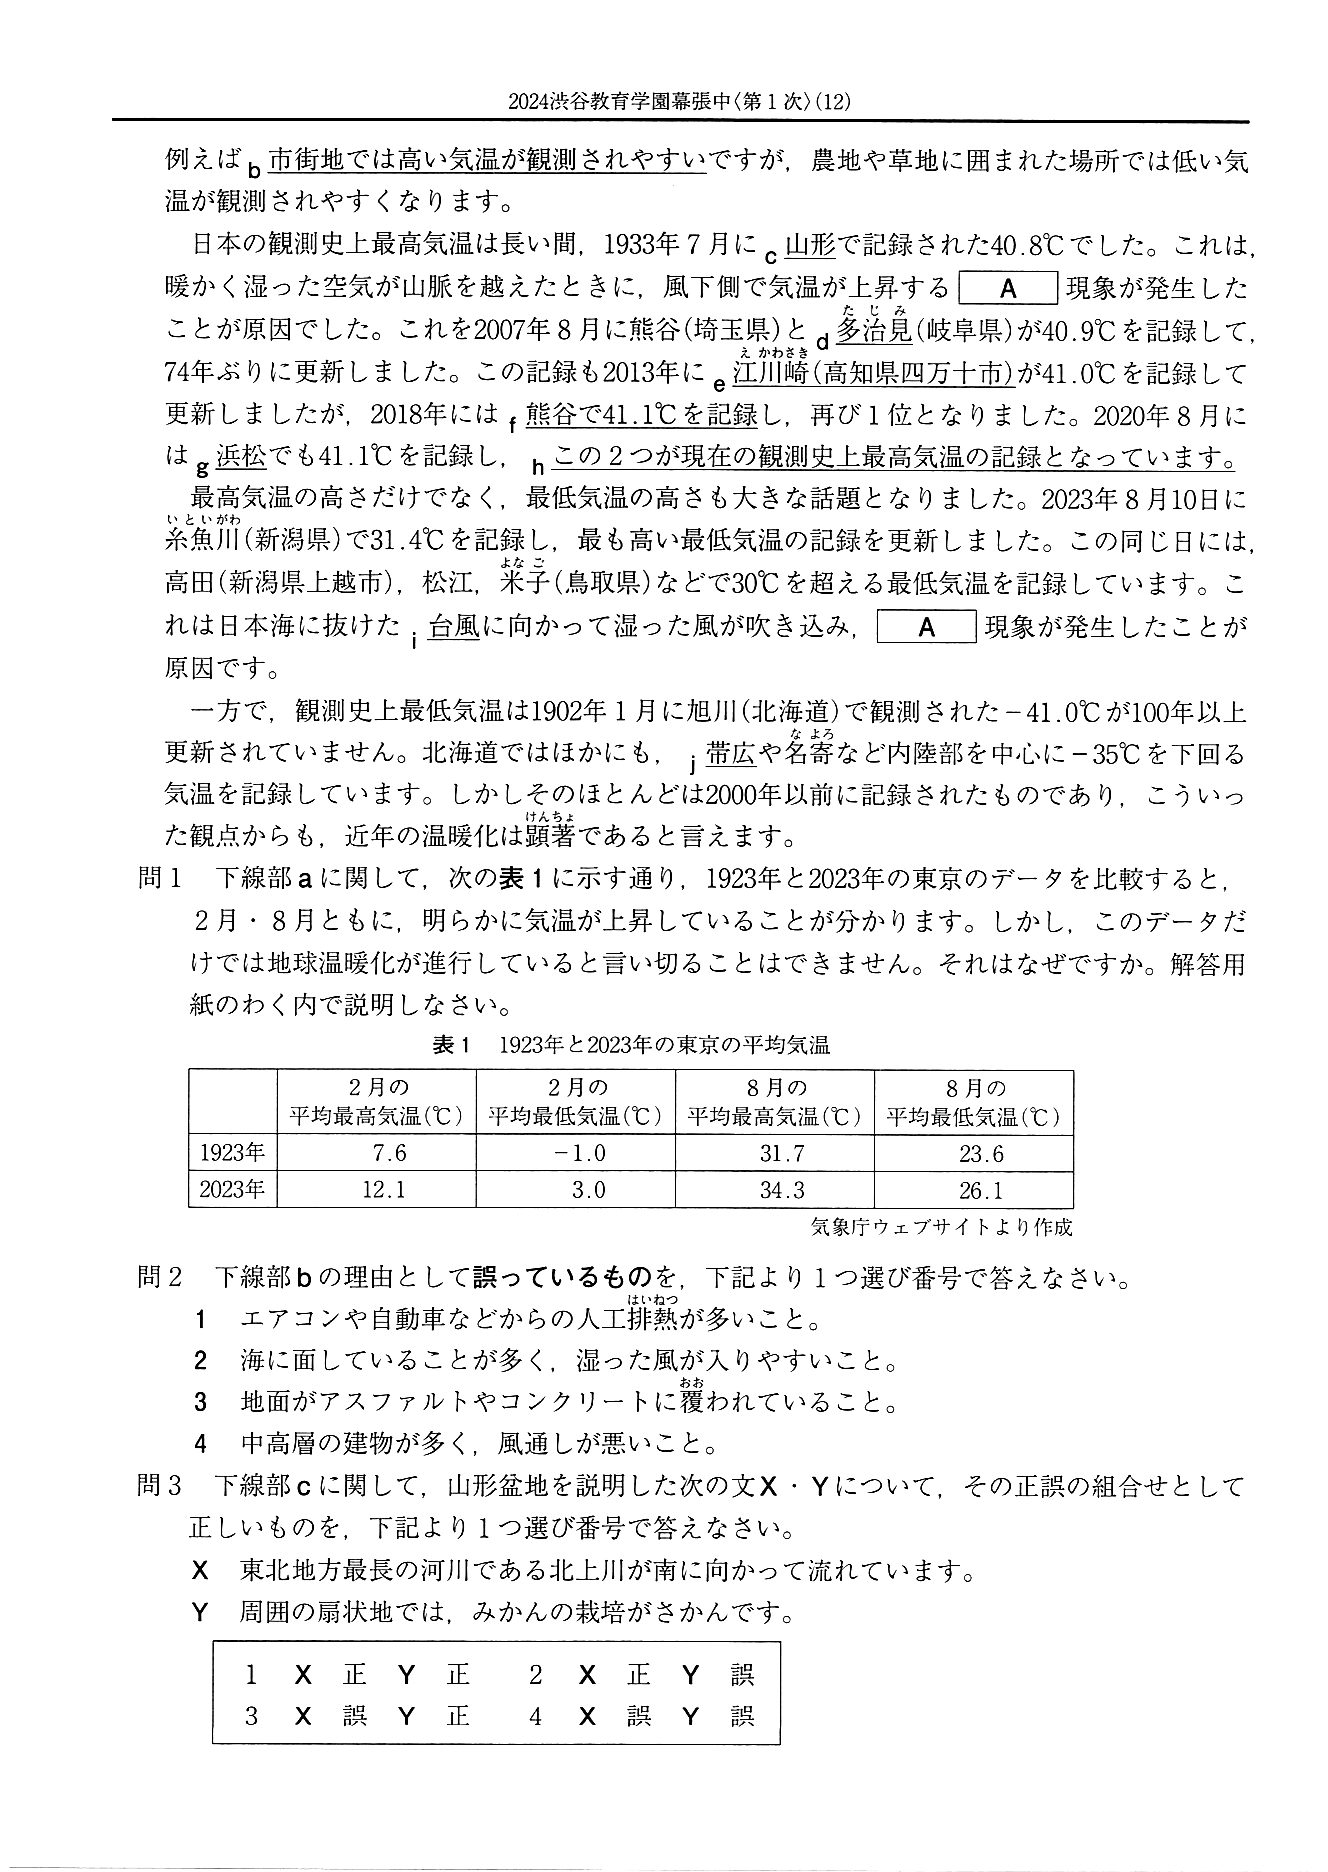 2024渋谷教育学園幕張中〈第1次〉(12)
例えばb市街地では高い気温が観測されやすいですが，農地や草地に囲まれた場所では低い気
温が観測されやすくなります。
日本の観測史上最高気温は長い間，1933年7月にc山形で記録された40.8℃でした。これは，
暖かく湿った空気が山脈を越えたときに，風下側で気温が上昇する A 現象が発生した
ことが原因でした。これを2007年8月に熊谷(埼玉県)とd多治見(岐阜県)が40.9℃を記録して，
74年ぶりに更新しました。この記録も2013年にe江川崎(高知県四万十市)が41.0℃を記録して
更新しましたが，2018年にはf熊谷で41.1℃を記録し，再び1位となりました。2020年8月に
はg浜松でも41.1℃を記録し，hこの2つが現在の観測史上最高気温の記録となっています。
最高気温の高さだけでなく，最低気温の高さも大きな話題となりました。2023年8月10日に
糸魚川(新潟県)で31.4℃を記録し，最も高い最低気温の記録を更新しました。この同じ日には，
高田(新潟県上越市)，松江，米子(鳥取県)などで30℃を超える最低気温を記録しています。こ
れは日本海に抜けたi台風に向かって湿った風が吹き込み， A 現象が発生したことが
原因です。
一方で，観測史上最低気温は1902年1月に旭川(北海道)で観測された－41.0℃が100年以上
更新されていません。北海道ではほかにも，j帯広や名寄など内陸部を中心に－35℃を下回る
気温を記録しています。しかしそのほとんどは2000年以前に記録されたものであり，こういっ
た観点からも，近年の温暖化は顕著であると言えます。
問1 下線部aに関して，次の表1に示す通り，1923年と2023年の東京のデータを比較すると，
2月・8月ともに，明らかに気温が上昇していることが分かります。しかし，このデータだ
けでは地球温暖化が進行していると言い切ることはできません。それはなぜですか。解答用
紙のわく内で説明しなさい。
表1 1923年と2023年の東京の平均気温
2月の 2月の 8月の 8月の
平均最高気温(℃) 平均最低気温(℃) 平均最高気温(℃) 平均最低気温(℃)
1923年 7.6 －1.0 31.7 23.6
2023年 12.1 3.0 34.3 26.1
気象庁ウェブサイトより作成
問2 下線部bの理由として誤っているものを，下記より1つ選び番号で答えなさい。
1 エアコンや自動車などからの人工排熱が多いこと。
2 海に面していることが多く，湿った風が入りやすいこと。
3 地面がアスファルトやコンクリートに覆われていること。
4 中高層の建物が多く，風通しが悪いこと。
問3 下線部cに関して，山形盆地を説明した次の文X・Yについて，その正誤の組合せとして
正しいものを，下記より1つ選び番号で答えなさい。
X 東北地方最長の河川である北上川が南に向かって流れています。
Y 周囲の扇状地では，みかんの栽培がさかんです。
1 X 正 Y 正 2 X 正 Y 誤
3 X 誤 Y 正 4 X 誤 Y 誤